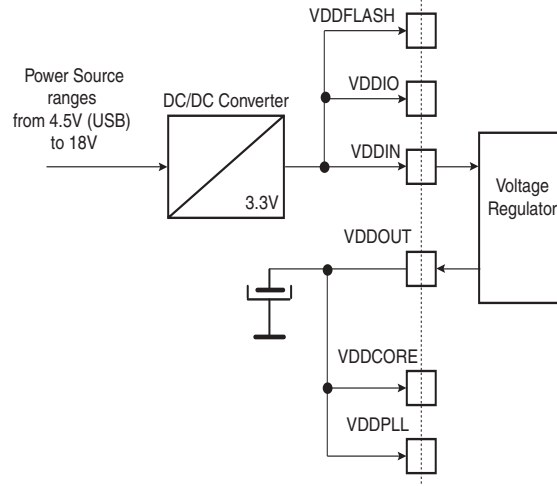 VDDFLASH
Power Source
ranges
from 4.5V (USB)
to 18V
DC/DC Converter
3.3V
VDDIO
VDDIN
Voltage
Regulator
VDDOUT
VDDCORE
VDDPLL